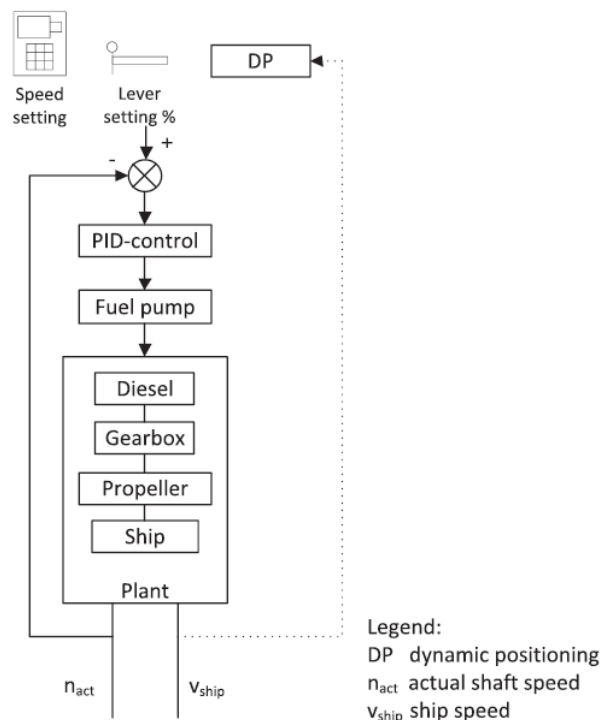 DP
Speed
setting
Lever
setting %
+
-
PID-control
Fuel pump
Diesel
Gearbox
Propeller
Ship
Plant
n_act
v_ship
Legend:
DP dynamic positioning
n_act actual shaft speed
v_ship ship speed